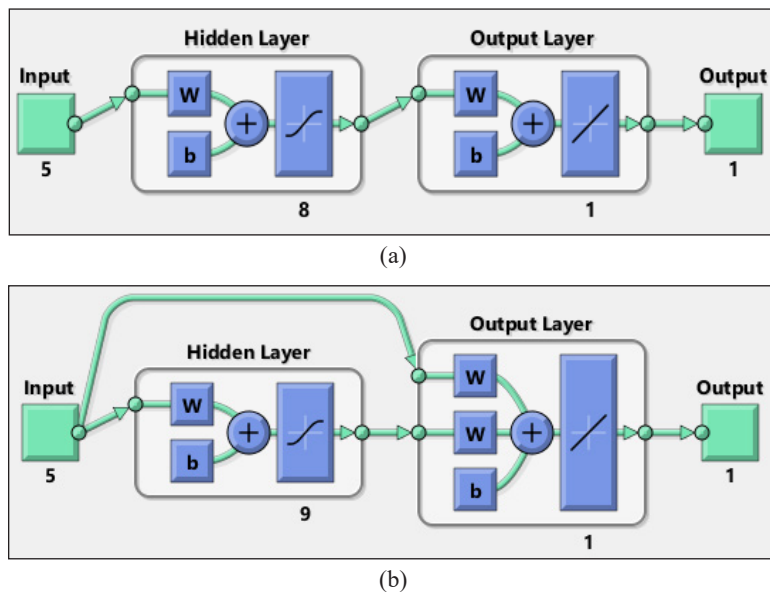 Hidden Layer
Output Layer
Input
Output
W
W
b
b
5
8
1
1
(a)
Output Layer
Hidden Layer
Input
Output
W
W
W
b
b
5
9
1
1
(b)